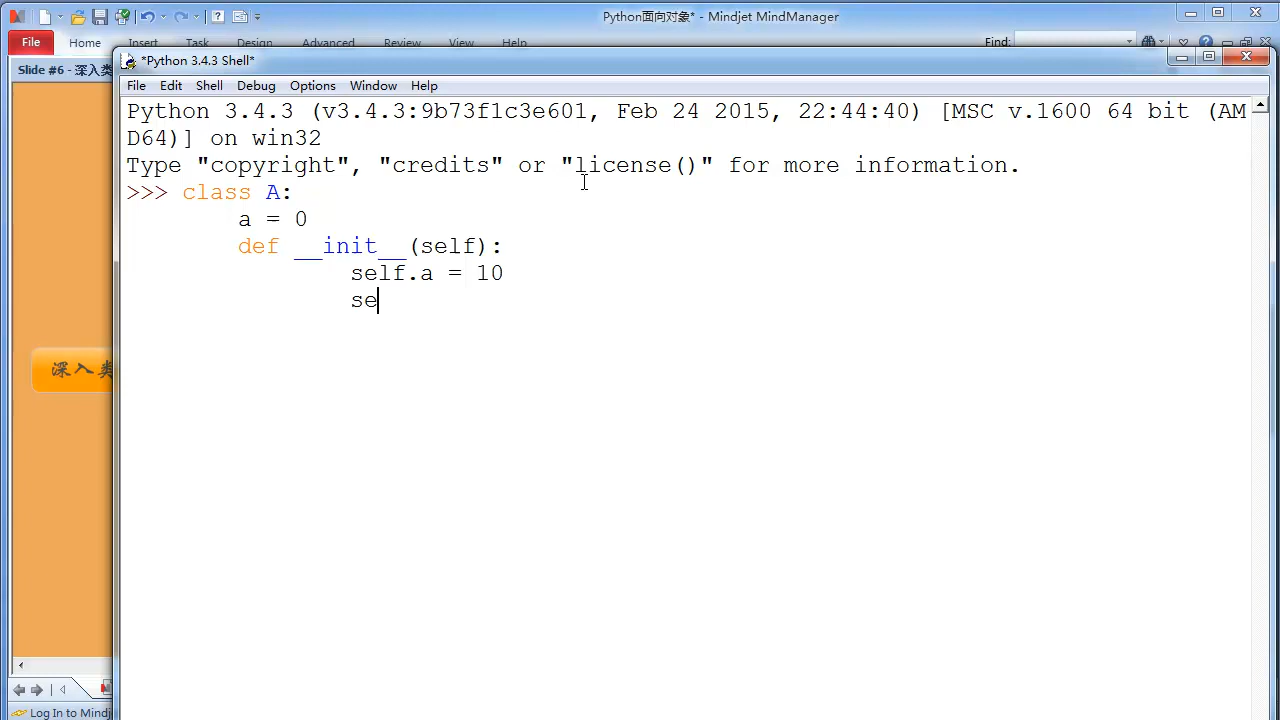 Python面向对象* - Mindjet MindManager
File Home Insert Task Design Advanced Review View Help Find:
Slide #6 - 深入类
*Python 3.4.3 Shell*
File Edit Shell Debug Options Window Help
Python 3.4.3 (v3.4.3:9b73f1c3e601, Feb 24 2015, 22:44:40) [MSC v.1600 64 bit (AM
D64)] on win32
Type "copyright", "credits" or "license()" for more information.
>>> class A:
a = 0
def __init__(self):
self.a = 10
se
深入类
Log In to Mindj